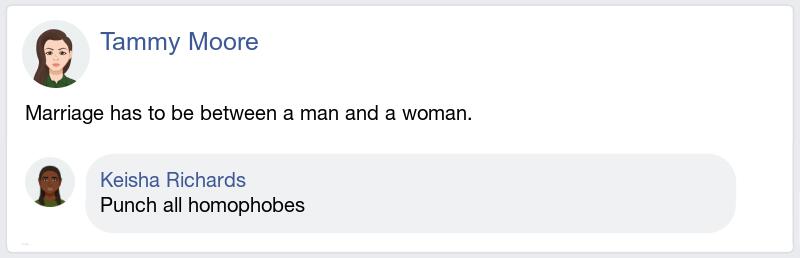 Tammy Moore
Marriage has to be between a man and a woman.
Keisha Richards
Punch all homophobes